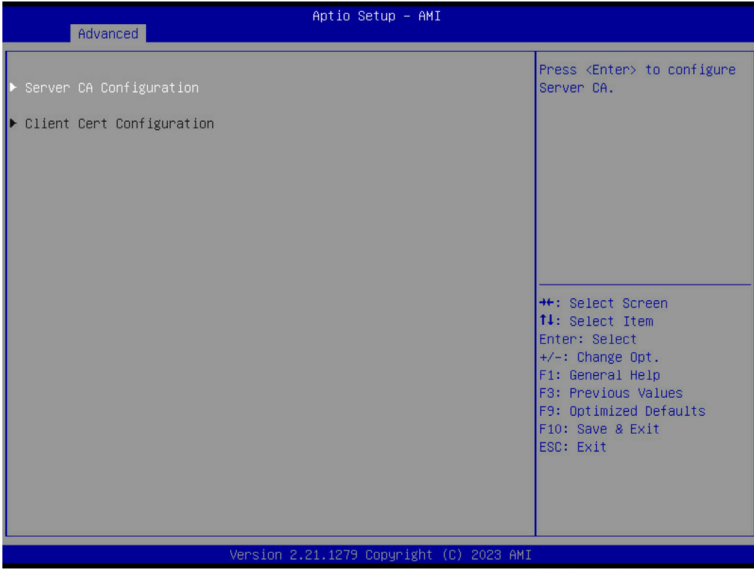 Aptio Setup – AMI
Advanced
▶ Server CA Configuration
▶ Client Cert Configuration
Press <Enter> to configure
Server CA.
→←: Select Screen
↑↓: Select Item
Enter: Select
+/-: Change Opt.
F1: General Help
F3: Previous Values
F9: Optimized Defaults
F10: Save & Exit
ESC: Exit
Version 2.21.1279 Copyright (C) 2023 AMI